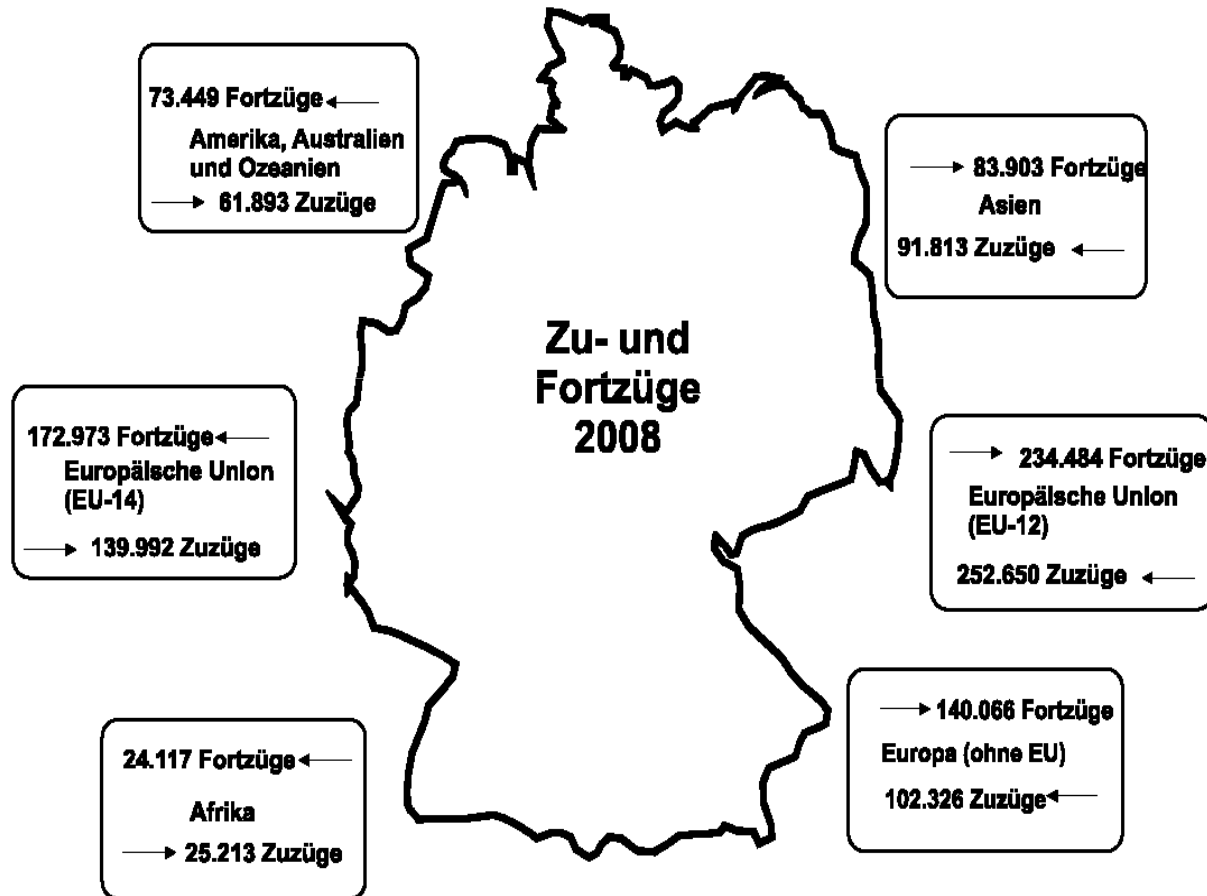 73.449 Fortzüge
Amerika, Australien
und Ozeanien
61.893 Zuzüge
83.903 Fortzüge
Asien
91.813 Zuzüge
Zu- und
Fortzüge
2008
172.973 Fortzüge
Europäische Union
(EU-14)
139.992 Zuzüge
234.484 Fortzüge
Europäische Union
(EU-12)
252.650 Zuzüge
24.117 Fortzüge
Afrika
25.213 Zuzüge
140.066 Fortzüge
Europa (ohne EU)
102.326 Zuzüge